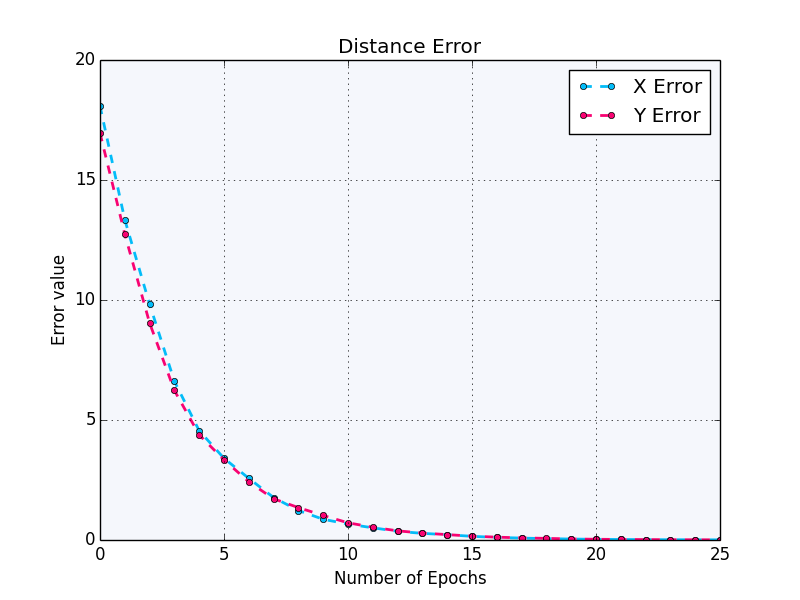 Distance Error
X Error
Y Error
Error value
20
15
10
5
0
0 5 10 15 20 25
Number of Epochs